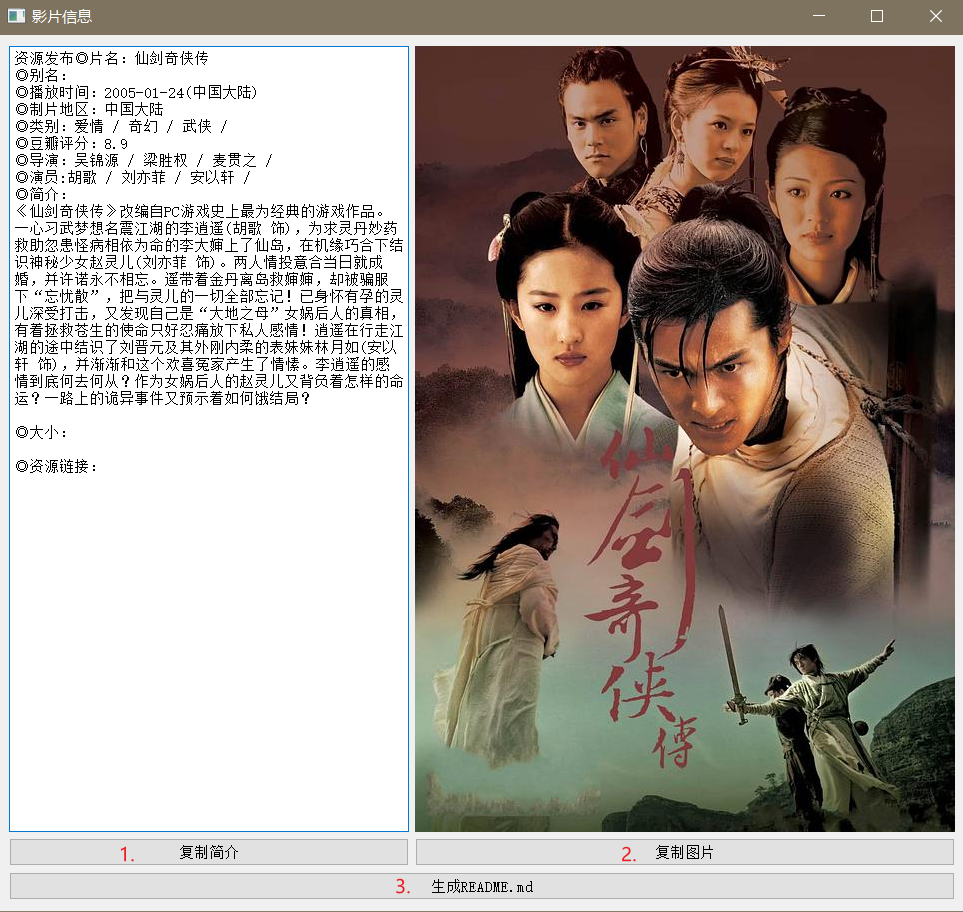 影片信息
资源发布◎片名：仙剑奇侠传
◎别名：
◎播放时间：2005-01-24(中国大陆)
◎制片地区：中国大陆
◎类别：爱情 / 奇幻 / 武侠 /
◎豆瓣评分：8.9
◎导演：吴锦源 / 梁胜权 / 麦贯之 /
◎演员:胡歌 / 刘亦菲 / 安以轩 /
◎简介：
《仙剑奇侠传》改编自PC游戏史上最为经典的游戏作品。
一心习武梦想名震江湖的李逍遥(胡歌 饰)，为求灵丹妙药
救助忽患怪病相依为命的李大婶上了仙岛，在机缘巧合下结
识神秘少女赵灵儿(刘亦菲 饰)。两人情投意合当日就成
婚，并许诺永不相忘。遥带着金丹离岛救婶婶，却被骗服
下“忘忧散”，把与灵儿的一切全部忘记！已身怀有孕的灵
儿深受打击，又发现自己是“大地之母”女娲后人的真相，
有着拯救苍生的使命只好忍痛放下私人感情！逍遥在行走江
湖的途中结识了刘晋元及其外刚内柔的表妹妹林月如(安以
轩 饰)，并渐渐和这个欢喜冤家产生了情愫。李逍遥的感
情到底何去何从？作为女娲后人的赵灵儿又背负着怎样的命
运？一路上的诡异事件又预示着如何饿结局？
◎大小：
◎资源链接：
仙剑奇侠傳
1. 复制简介
2. 复制图片
3. 生成README.md